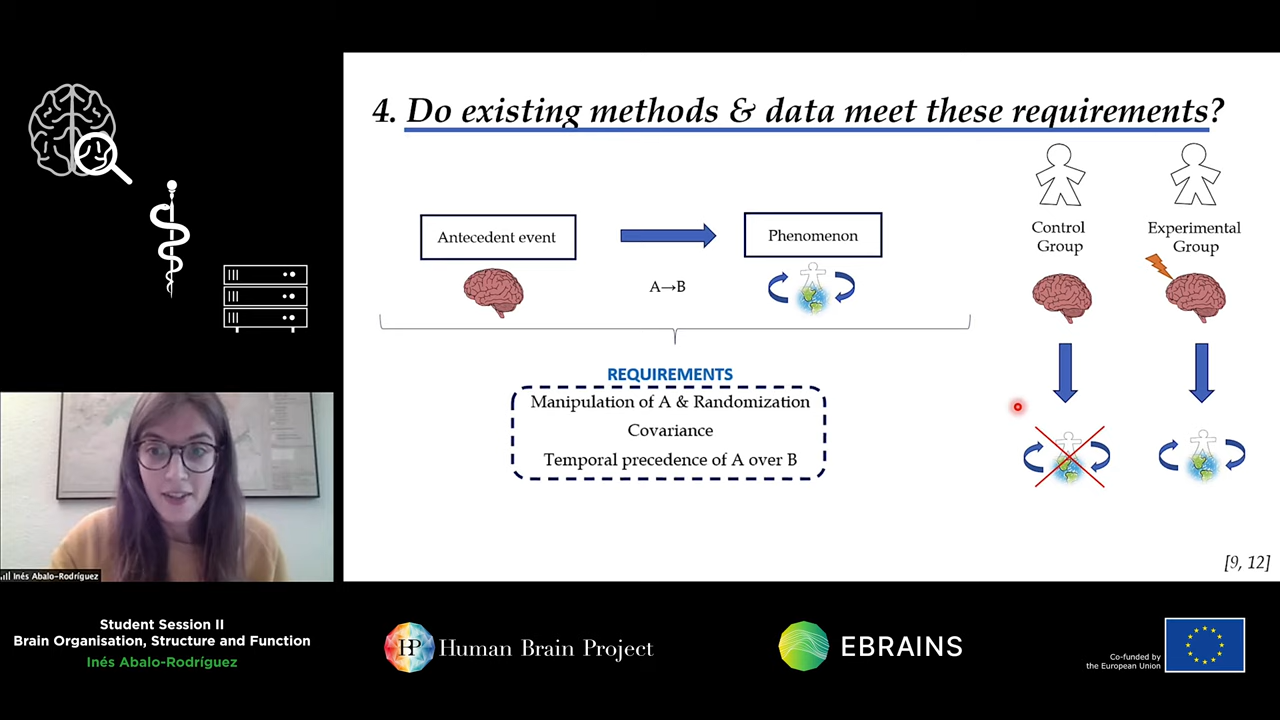 4. Do existing methods & data meet these requirements?
Antecedent event
Phenomenon
A→B
REQUIREMENTS
Manipulation of A & Randomization
Covariance
Temporal precedence of A over B
Control
Group
Experimental
Group
[9, 12]
Inés Abalo-Rodríguez
Student Session II
Brain Organisation, Structure and Function
Inés Abalo-Rodríguez
HP Human Brain Project
EBRAINS
Co-funded by
the European Union